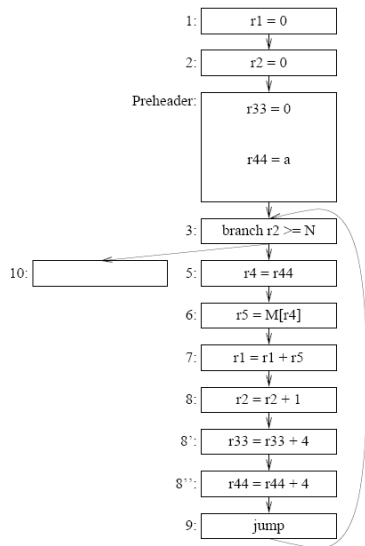 1: r1 = 0
2: r2 = 0
Preheader: r33 = 0
r44 = a
3: branch r2 >= N
10:
5: r4 = r44
6: r5 = M[r4]
7: r1 = r1 + r5
8: r2 = r2 + 1
8’: r33 = r33 + 4
8’’: r44 = r44 + 4
9: jump